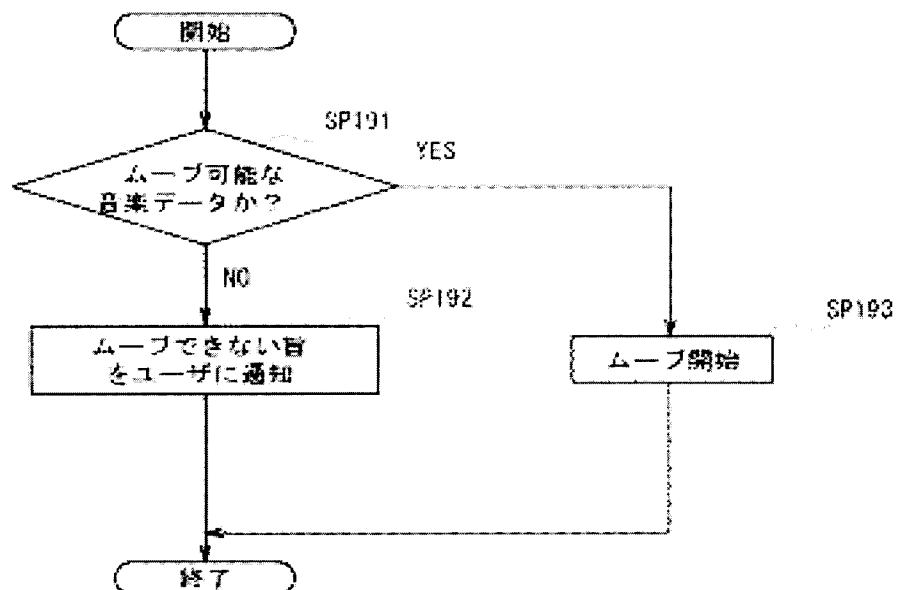 開始
SP191
ムーブ可能な
音楽データか?
YES
NO
SP192
ムーブできない旨
をユーザに通知
SP193
ムーブ開始
終了